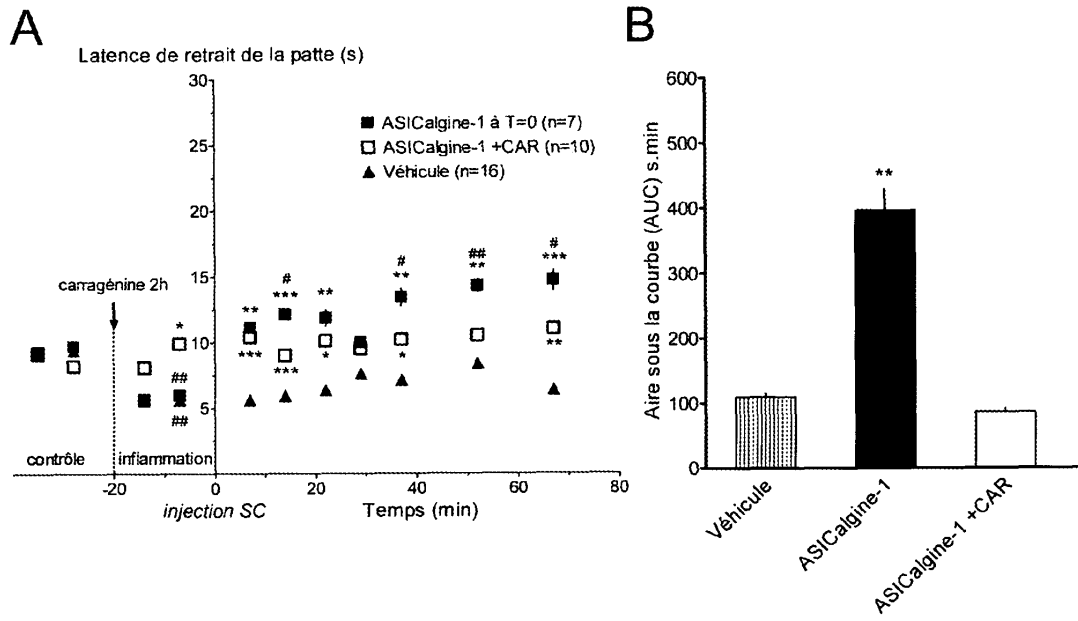 A
Latence de retrait de la patte (s)
30
25
20
15
10
5
0
ASICalgine-1 à T=0 (n=7)
ASICalgine-1 +CAR (n=10)
Véhicule (n=16)
carragénine 2h
*
##
##
**
***
#
***
***
**
*
#
**
*
##
**
#
***
**
contrôle
inflammation
-20
0
20
40
60
80
injection SC
Temps (min)
B
Aire sous la courbe (AUC) s.min
600
500
400
300
200
100
0
**
Véhicule
ASICalgine-1
ASICalgine-1 +CAR